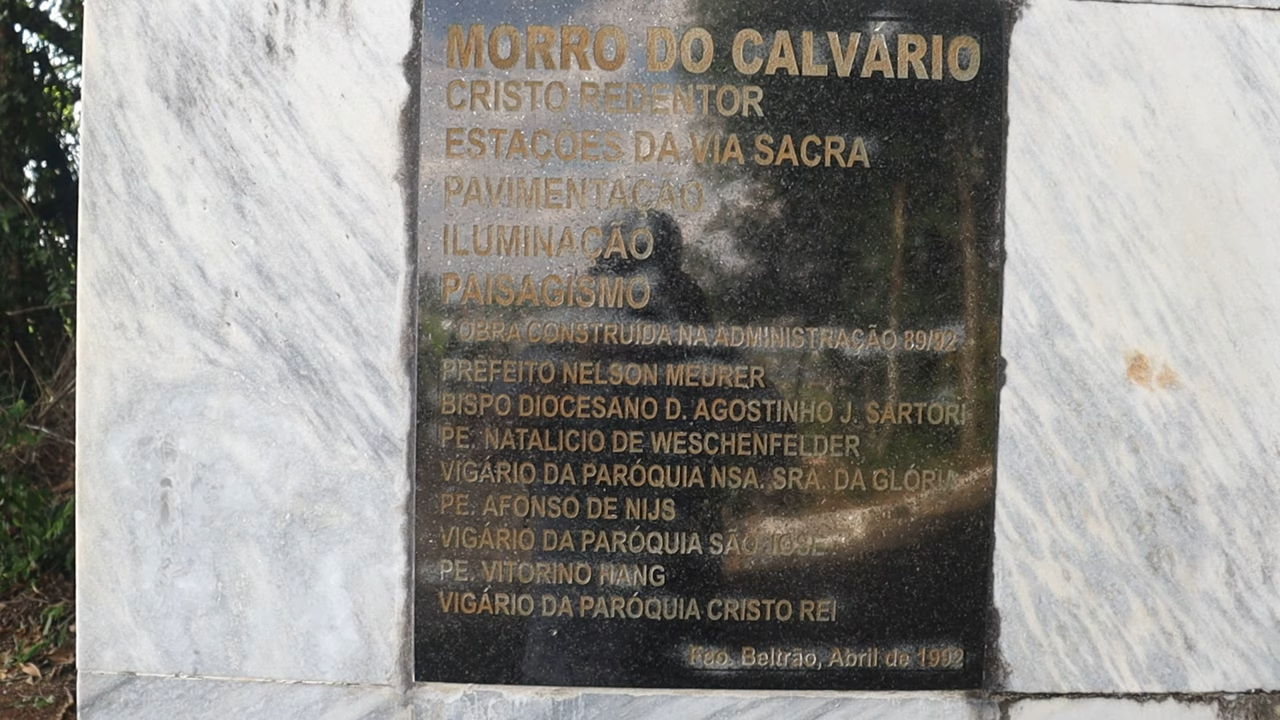 MORRO DO CALVÁRIO
CRISTO REDENTOR
ESTAÇÕES DA VIA SACRA
PAVIMENTAÇÃO
ILUMINAÇÃO
PAISAGISMO
OBRA CONSTRUÍDA NA ADMINISTRAÇÃO 89/92
PREFEITO NELSON MEURER
BISPO DIOCESANO D. AGOSTINHO J. SARTORI
PE. NATALICIO DE WESCHENFELDER
VIGÁRIO DA PARÓQUIA NSA. SRA. DA GLÓRIA
PE. AFONSO DE NIJS
VIGÁRIO DA PARÓQUIA SÃO JOSÉ
PE. VITORINO HANG
VIGÁRIO DA PARÓQUIA CRISTO REI
Fco. Beltrão, Abril de 1992